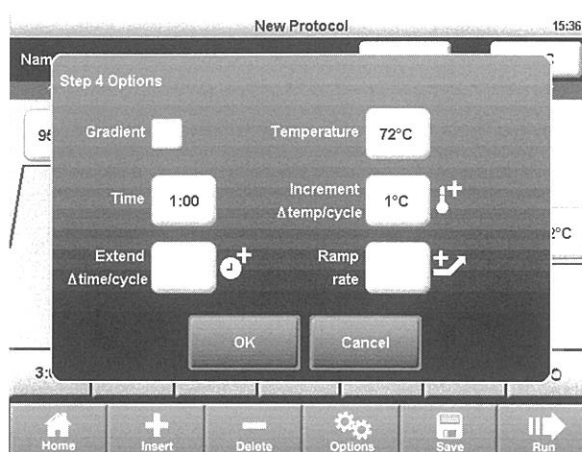 New Protocol 15:36
Nam
Step 4 Options
Gradient Temperature 72°C
Time 1:00 Increment
Δtemp/cycle 1°C
Extend
Δtime/cycle Ramp
rate
OK Cancel
Home Insert Delete Options Save Run